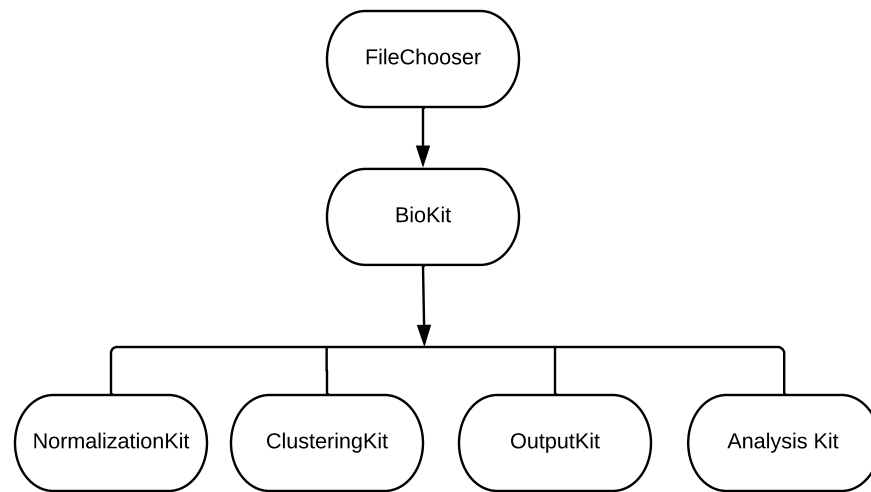 FileChooser
BioKit
NormalizationKit
ClusteringKit
OutputKit
Analysis Kit